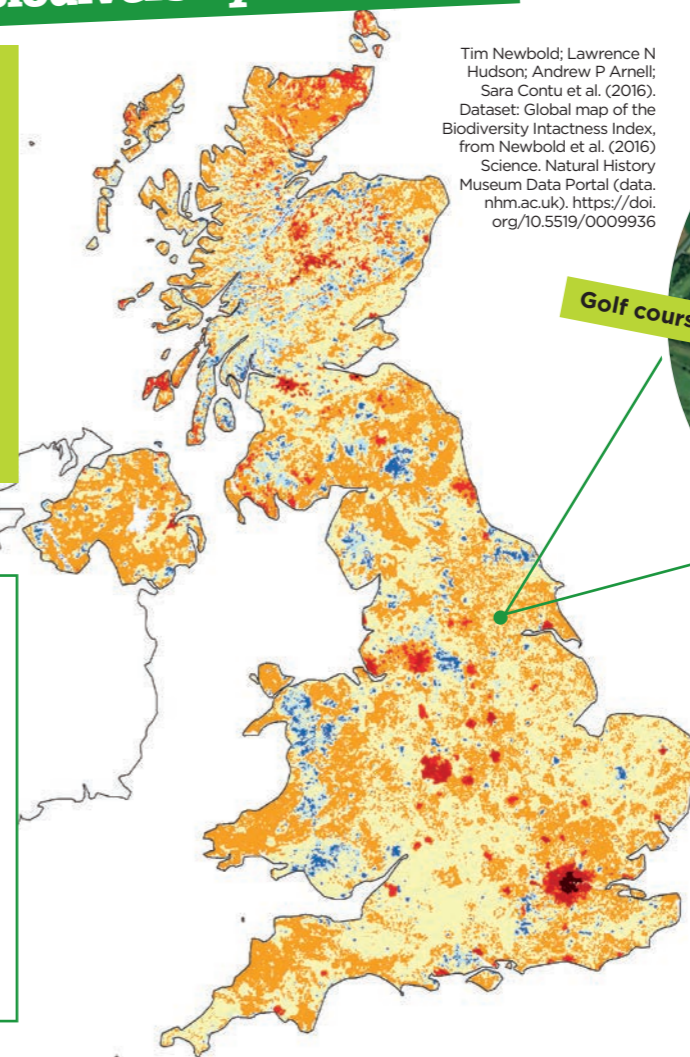 Tim Newbold; Lawrence N
Hudson; Andrew P Arnell;
Sara Contu et al. (2016).
Dataset: Global map of the
Biodiversity Intactness Index,
from Newbold et al. (2016)
Science. Natural History
Museum Data Portal (data.
nhm.ac.uk). https://doi.
org/10.5519/0009936
Golf cours